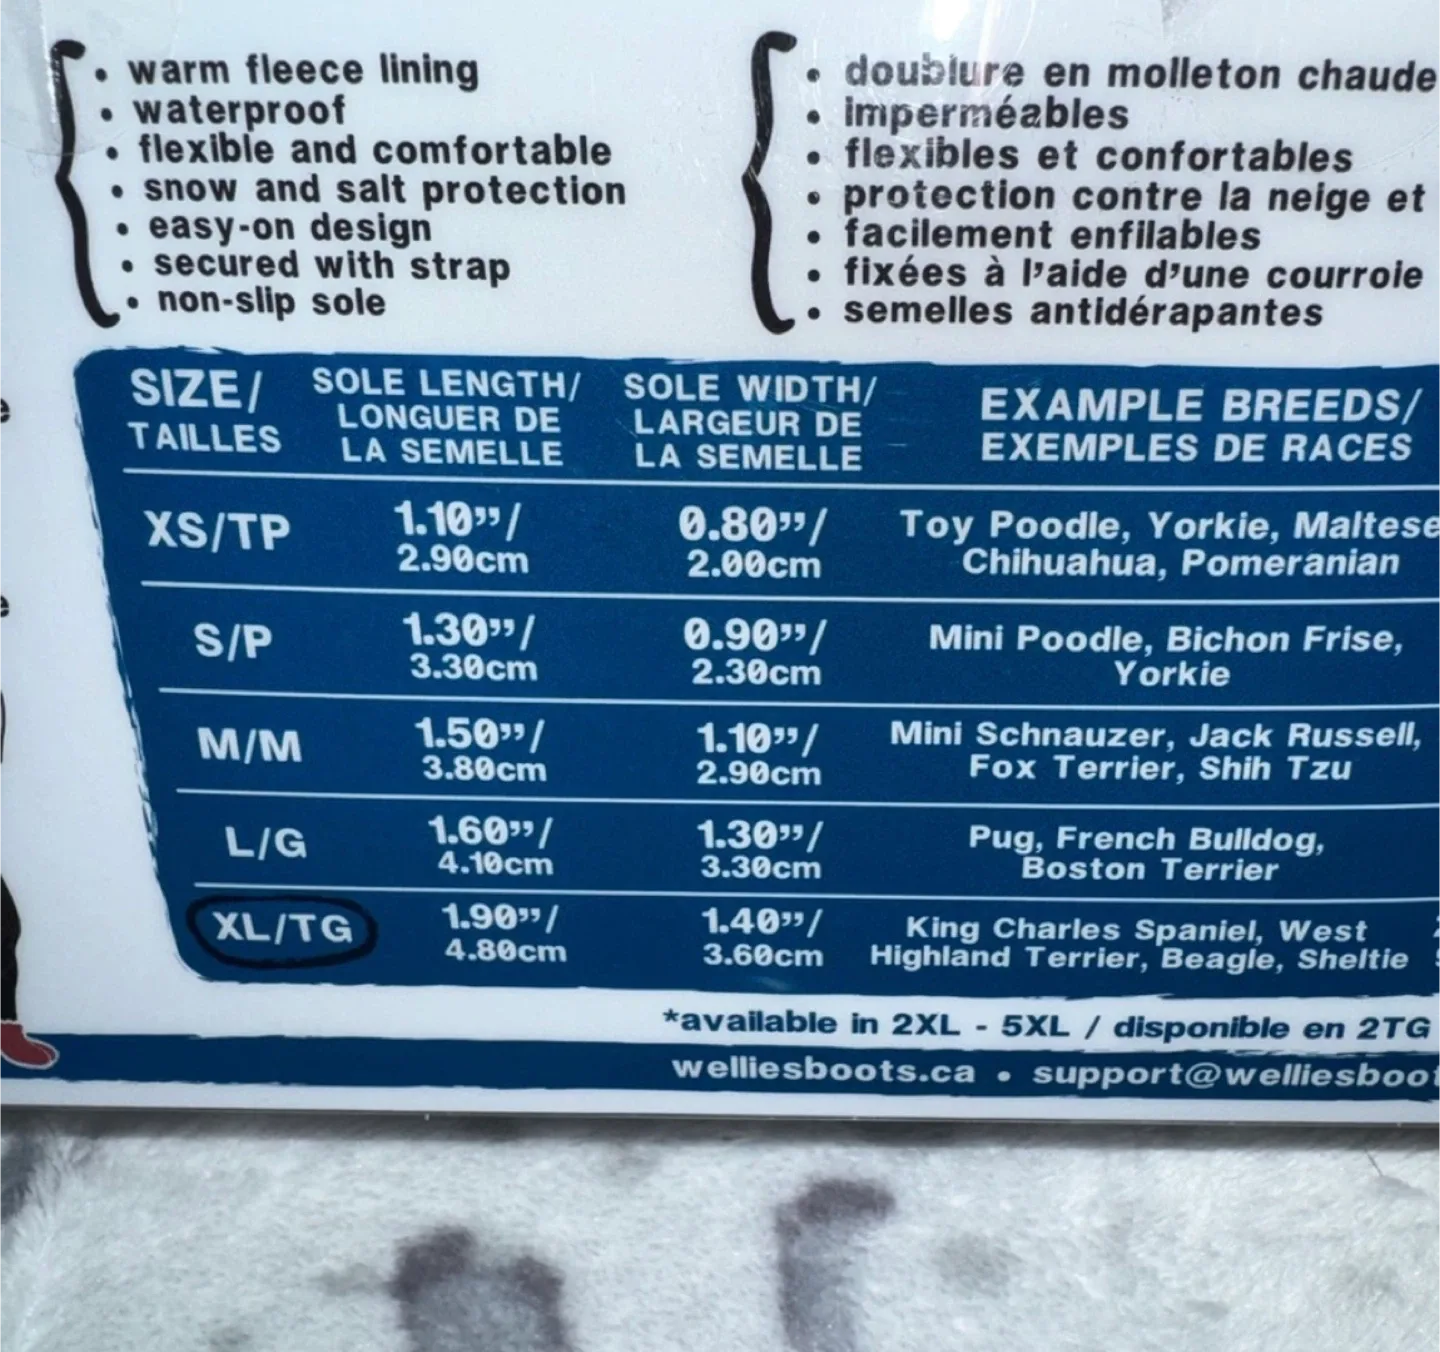 • warm fleece lining
• waterproof
• flexible and comfortable
• snow and salt protection
• easy-on design
• secured with strap
• non-slip sole
• doublure en molleton chaude
• imperméables
• flexibles et confortables
• protection contre la neige et
• facilement enfilables
• fixées à l’aide d’une courroie
• semelles antidérapantes
SIZE/
TAILLES
SOLE LENGTH/
LONGUER DE
LA SEMELLE
SOLE WIDTH/
LARGEUR DE
LA SEMELLE
EXAMPLE BREEDS/
EXEMPLES DE RACES
XS/TP
1.10”/
2.90cm
0.80”/
2.00cm
Toy Poodle, Yorkie, Maltese
Chihuahua, Pomeranian
S/P
1.30”/
3.30cm
0.90”/
2.30cm
Mini Poodle, Bichon Frise,
Yorkie
M/M
1.50”/
3.80cm
1.10”/
2.90cm
Mini Schnauzer, Jack Russell,
Fox Terrier, Shih Tzu
L/G
1.60”/
4.10cm
1.30”/
3.30cm
Pug, French Bulldog,
Boston Terrier
XL/TG
1.90”/
4.80cm
1.40”/
3.60cm
King Charles Spaniel, West
Highland Terrier, Beagle, Sheltie
*available in 2XL - 5XL / disponible en 2TG
welliesboots.ca • support@welliesboot